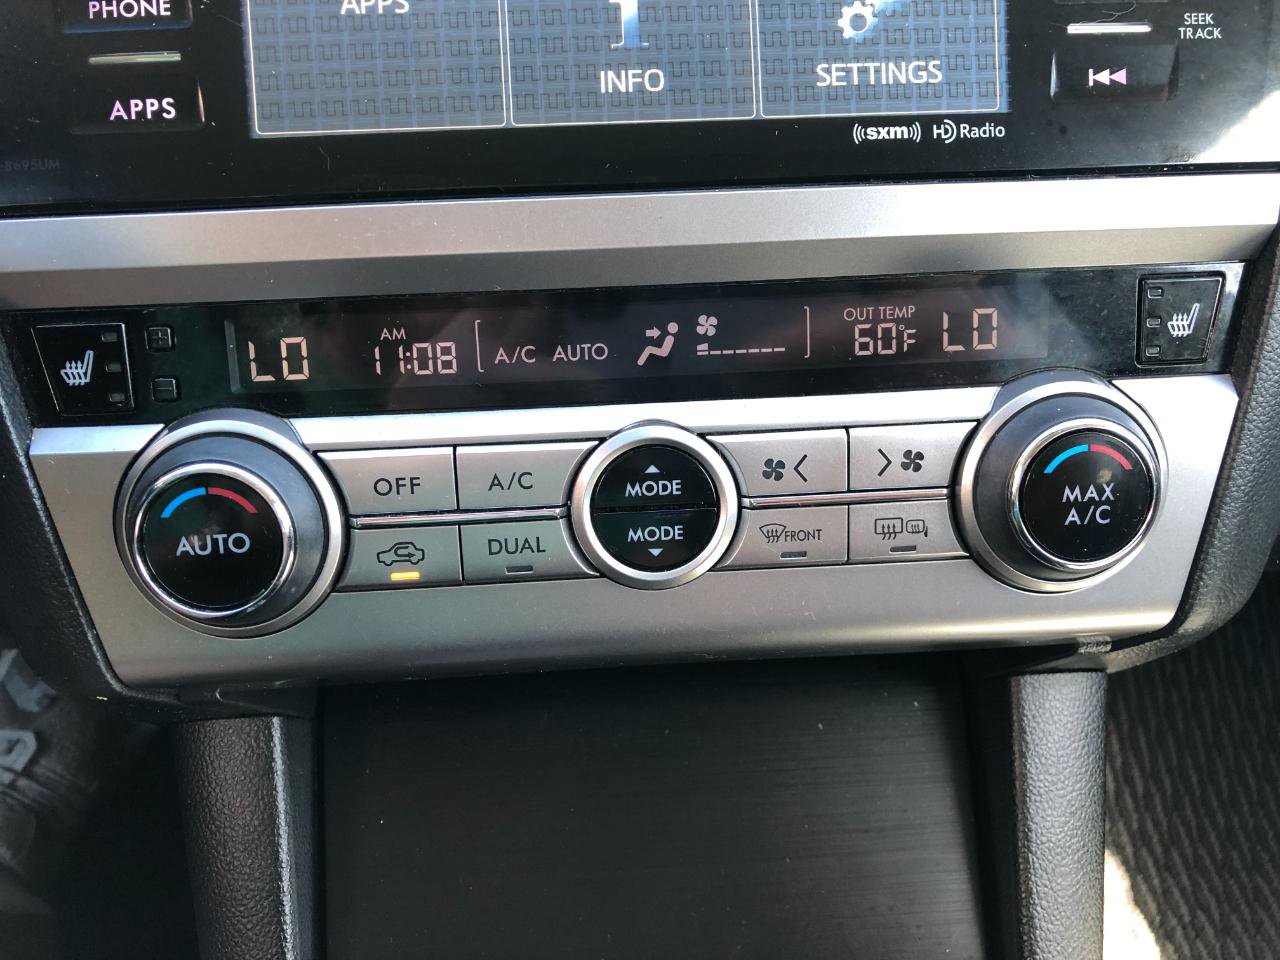 PHONE
APPS
INFO
SETTINGS
SEEK
TRACK
APPS
((sxm)) HD Radio
LO
AM
11:08
A/C AUTO
OUT TEMP
60°F
LO
AUTO
OFF
A/C
DUAL
MODE
MODE
FRONT
MAX
A/C